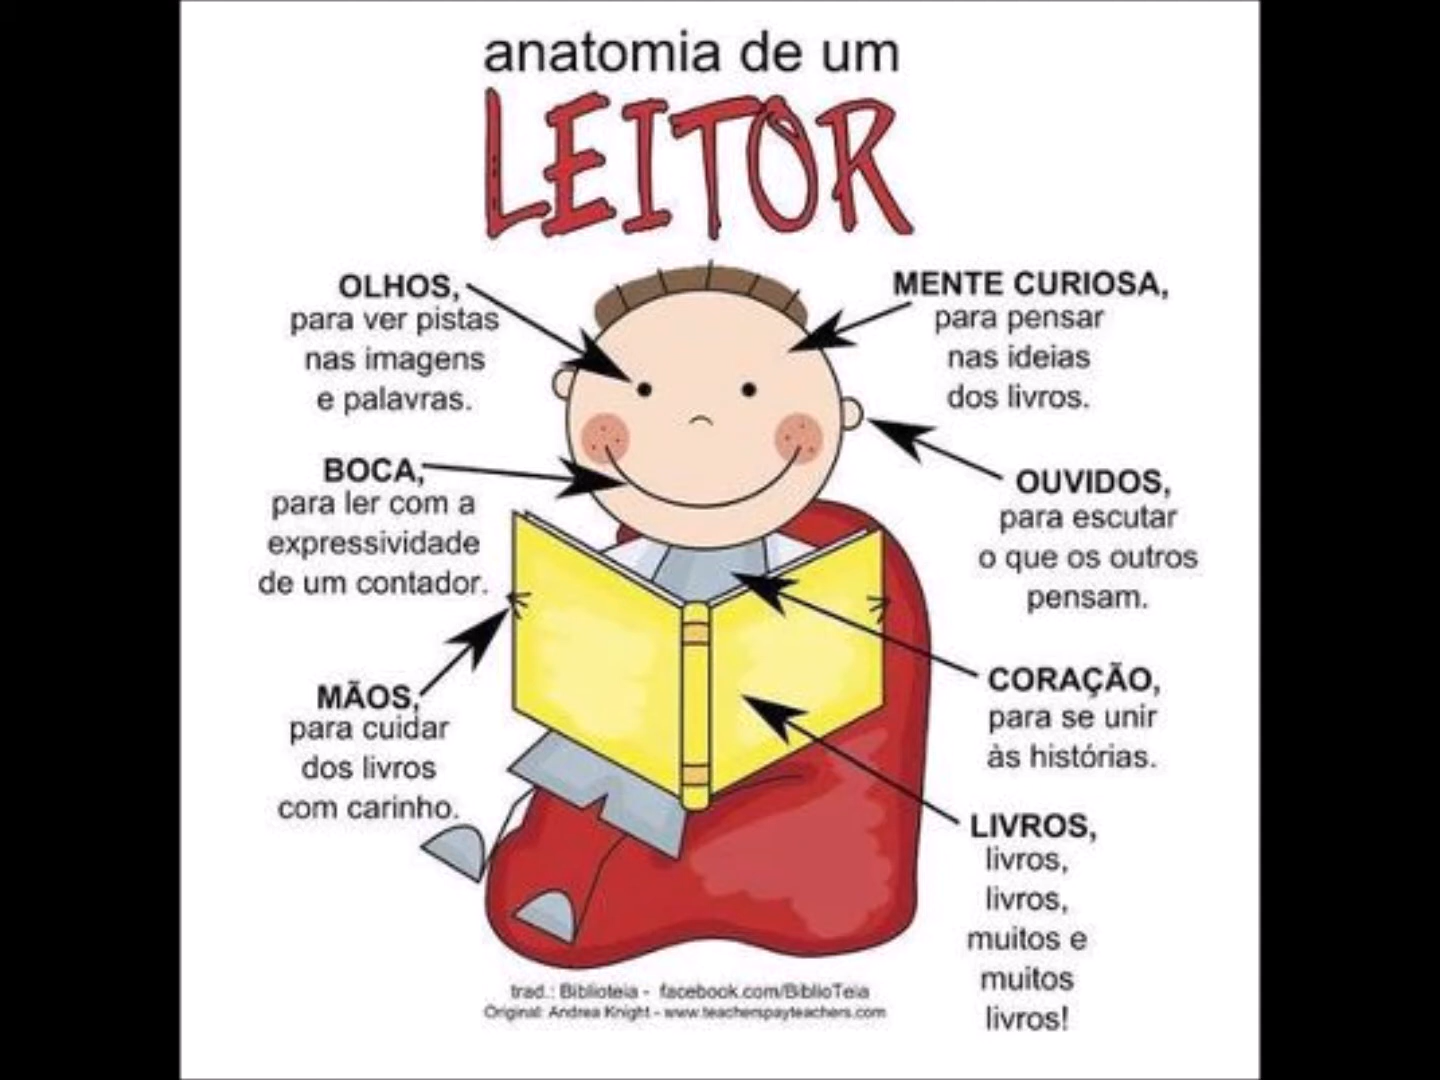 anatomia de um
LEITOR
OLHOS,
para ver pistas
nas imagens
e palavras.
MENTE CURIOSA,
para pensar
nas ideias
dos livros.
BOCA,
para ler com a
expressividade
de um contador.
OUVIDOS,
para escutar
o que os outros
pensam.
MÃOS,
para cuidar
dos livros
com carinho.
CORAÇÃO,
para se unir
às histórias.
LIVROS,
livros,
livros,
muitos e
muitos
livros!
trad.: Biblioteia - facebook.com/BiblioTeia
Original: Andrea Knight - www.teacherspayteachers.com